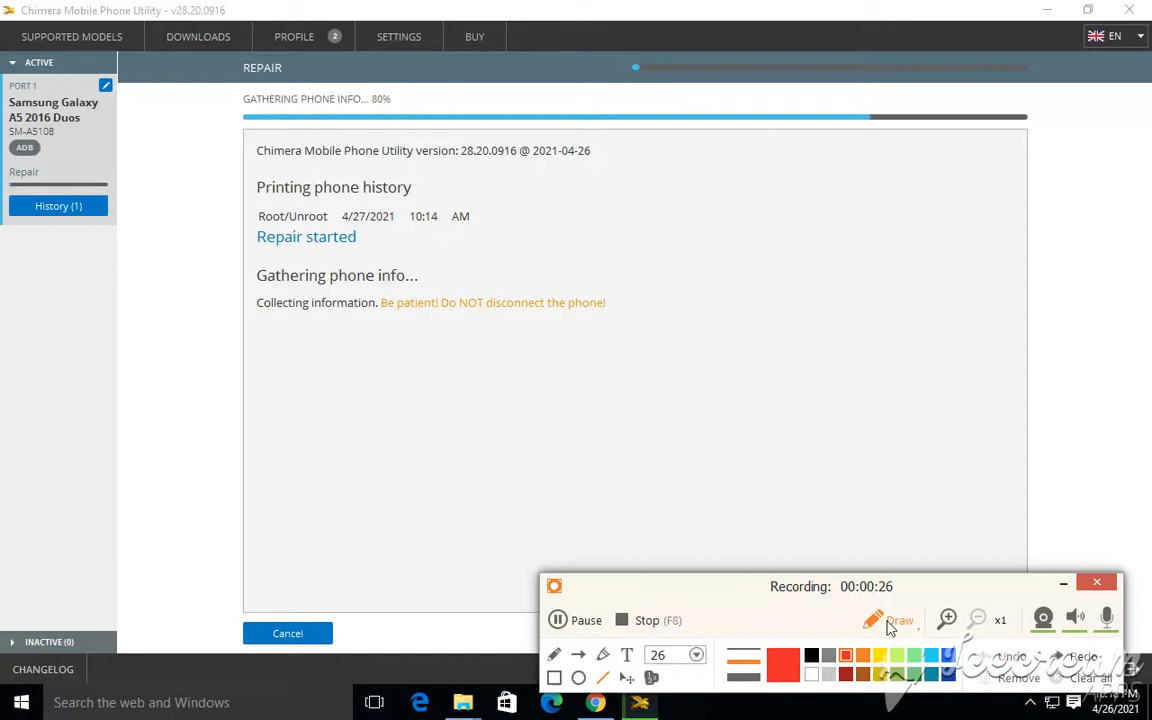 Chimera Mobile Phone Utility - v28.20.0916
SUPPORTED MODELS DOWNLOADS PROFILE 2 SETTINGS BUY EN
ACTIVE
REPAIR
PORT 1
Samsung Galaxy
A5 2016 Duos
SM-A5108
ADB
Repair
History (1)
GATHERING PHONE INFO... 80%
Chimera Mobile Phone Utility version: 28.20.0916 @ 2021-04-26
Printing phone history
Root/Unroot 4/27/2021 10:14 AM
Repair started
Gathering phone info...
Collecting information. Be patient! Do NOT disconnect the phone!
Recording: 00:00:26
Pause Stop (F8) Draw x1
T 26 Undo Redo
Remove Clear all
Cancel
INACTIVE (0)
CHANGELOG
Icecream
APPS
Search the web and Windows
PM
4/26/2021